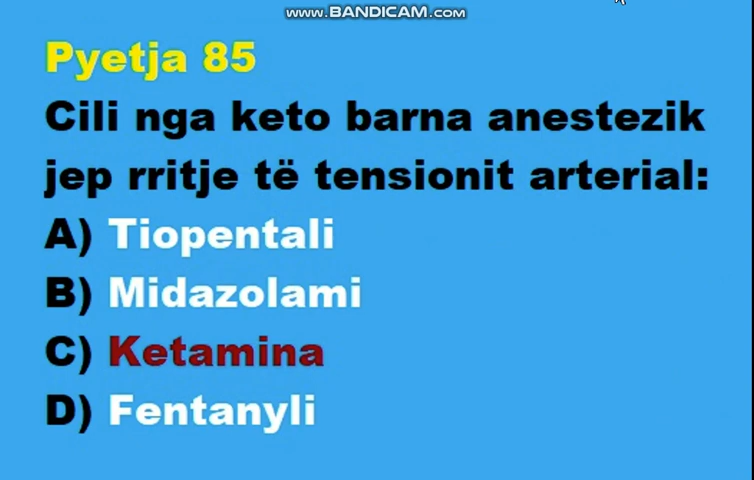 www.BANDICAM.com
Pyetja 85
Cili nga keto barna anestezik
jep rritje të tensionit arterial:
A) Tiopentali
B) Midazolami
C) Ketamina
D) Fentanyli